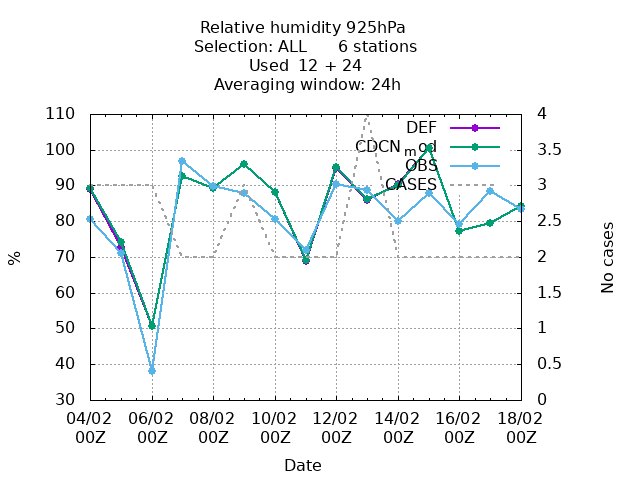 Relative humidity 925hPa
Selection: ALL 6 stations
Used 12 + 24
Averaging window: 24h
110 4
DEF
100 3.5
CDCN_mod
OBS
90 3
CASES
80 2.5
70 2
60 1.5
50 1
40 0.5
30 0
%
No cases
04/02 06/02 08/02 10/02 12/02 14/02 16/02 18/02
00Z 00Z 00Z 00Z 00Z 00Z 00Z 00Z
Date